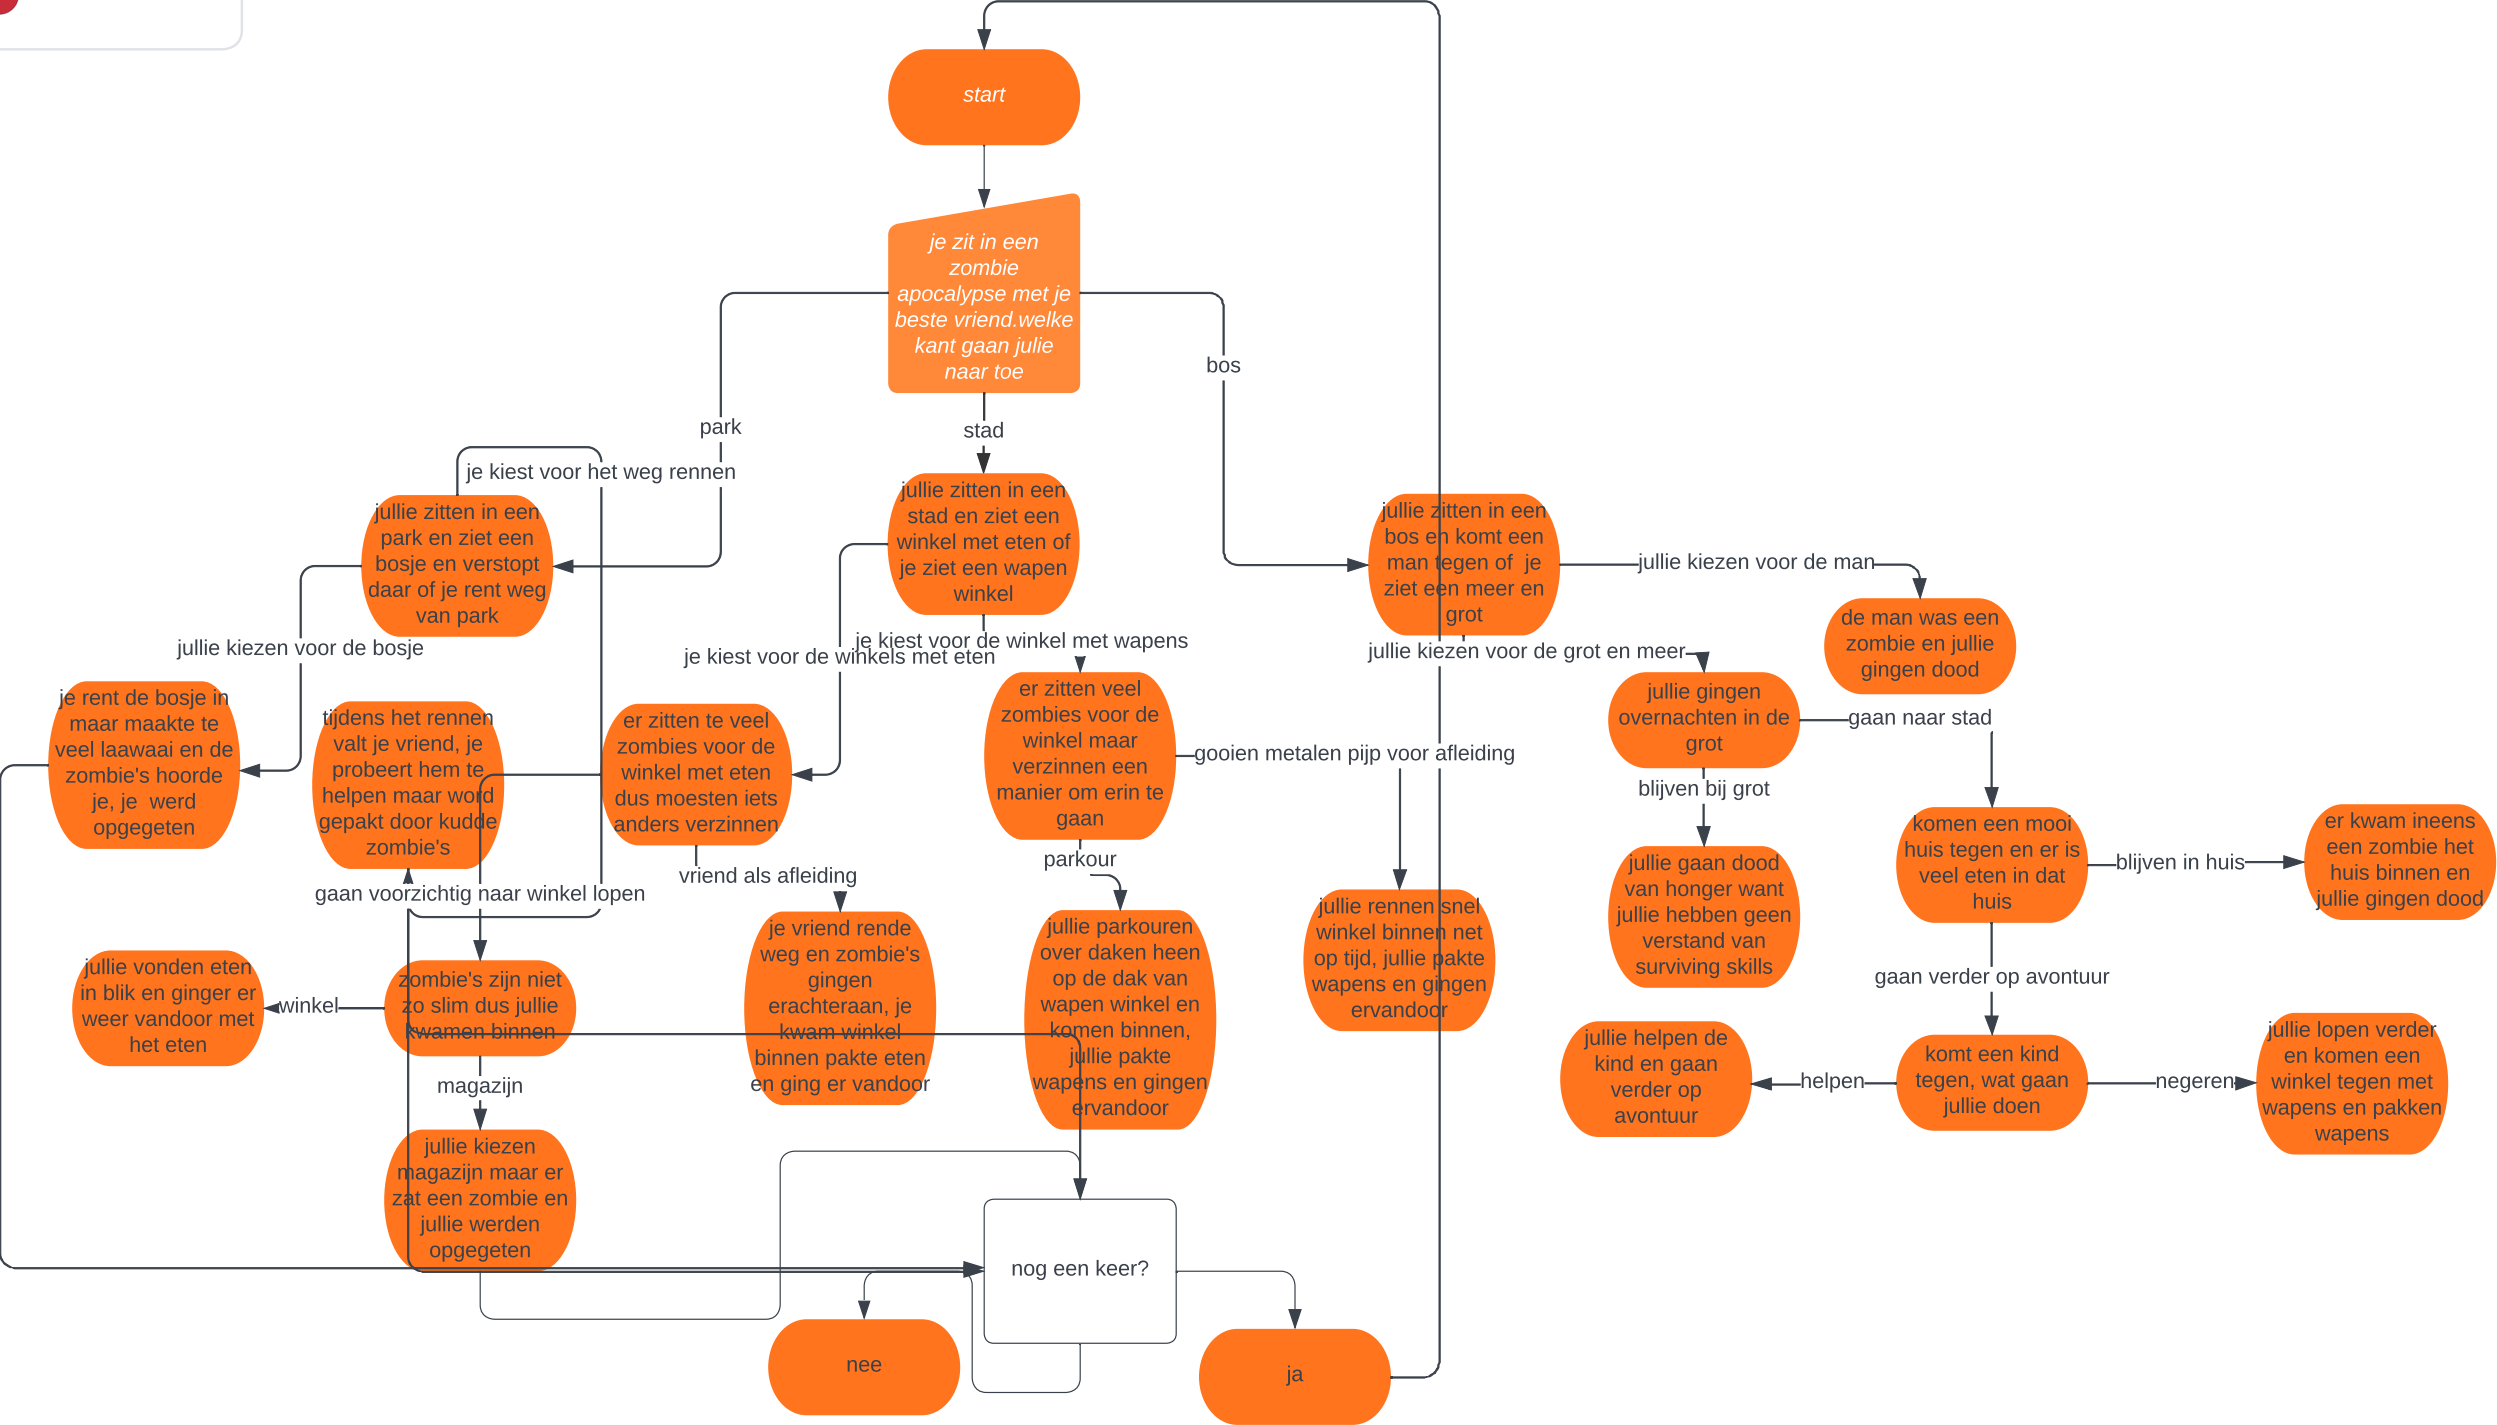 start
je zit in een
zombie
apocalypse met je
beste vriend.welke
kant gaan julie
naar toe
park
stad
bos
je kiest voor het weg rennen
jullie zitten in een
park en ziet een
bosje en verstopt
daar of je rent weg
van park
jullie zitten in een
stad en ziet een
winkel met eten of
je ziet een wapen
winkel
jullie zitten in een
bos en komt een
man tegen of  je
ziet een meer en
grot
jullie kiezen voor de man
de man was een
zombie en jullie
gingen dood
jullie kiezen voor de bosje
je kiest voor de winkels met eten
je kiest voor de winkel met wapens
jullie kiezen voor de grot en meer
je rent de bosje in
maar maakte te
veel laawaai en de
zombie's hoorde
je, je  werd
opgegeten
tijdens het rennen
valt je vriend, je
probeert hem te
helpen maar word
gepakt door kudde
zombie's
er zitten te veel
zombies voor de
winkel met eten
dus moesten iets
anders verzinnen
er zitten veel
zombies voor de
winkel maar
verzinnen een
manier om erin te
gaan
gooien metalen pijp voor afleiding
jullie gingen
overnachten in de
grot
gaan naar stad
blijven bij grot
komen een mooi
huis tegen en er is
veel eten in dat
huis
blijven in huis
er kwam ineens
een zombie het
huis binnen en
jullie gingen dood
gaan voorzichtig naar winkel lopen
vriend als afleiding
parkour
jullie rennen snel
winkel binnen net
op tijd, jullie pakte
wapens en gingen
ervandoor
jullie gaan dood
van honger want
jullie hebben geen
verstand van
surviving skills
gaan verder op avontuur
jullie vonden eten
in blik en ginger er
weer vandoor met
het eten
winkel
zombie's zijn niet
zo slim dus jullie
kwamen binnen
je vriend rende
weg en zombie's
gingen
erachteraan, je
kwam winkel
binnen pakte eten
en ging er vandoor
jullie parkouren
over daken heen
op de dak van
wapen winkel en
komen binnen,
jullie pakte
wapens en gingen
ervandoor
jullie helpen de
kind en gaan
verder op
avontuur
helpen
komt een kind
tegen, wat gaan
jullie doen
negeren
jullie lopen verder
en komen een
winkel tegen met
wapens en pakken
wapens
magazijn
jullie kiezen
magazijn maar er
zat een zombie en
jullie werden
opgegeten
nog een keer?
nee
ja